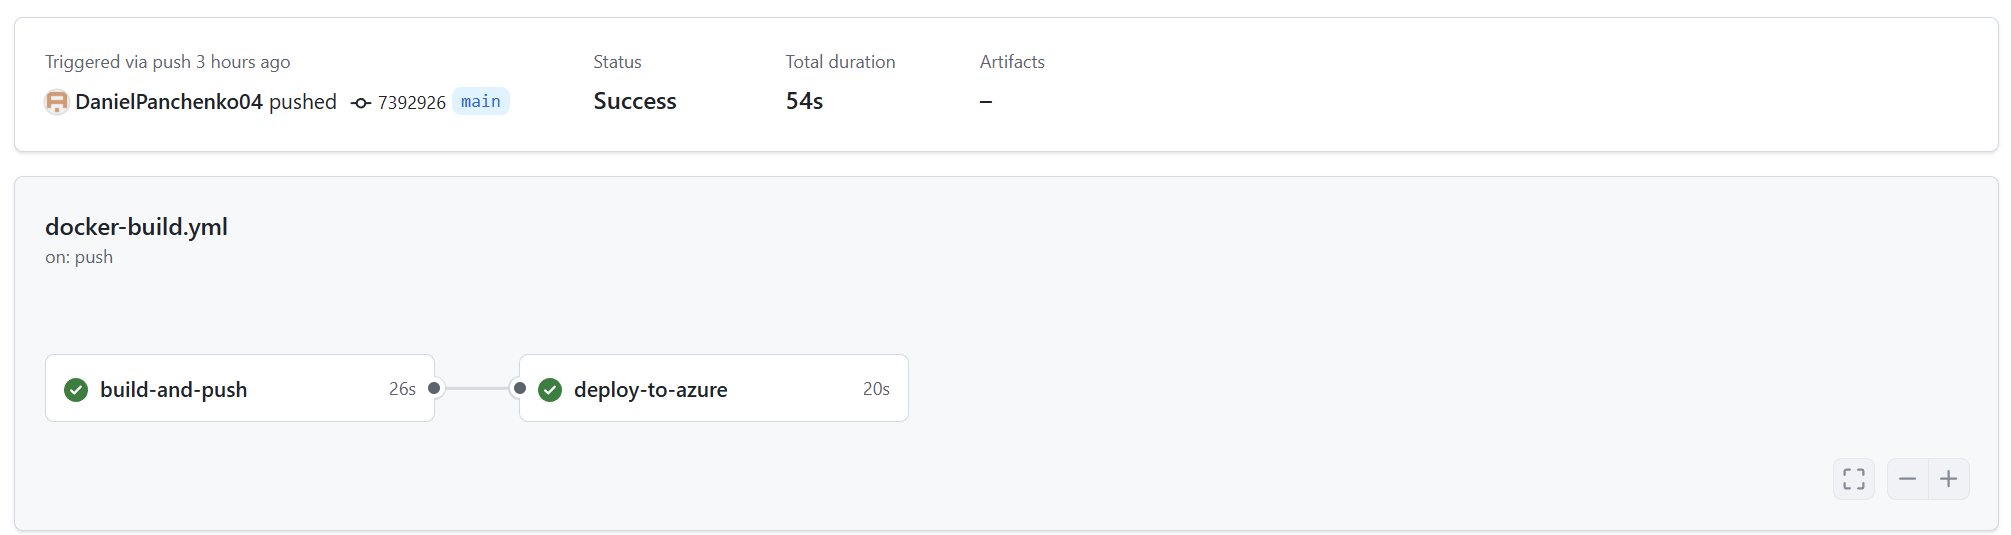 Triggered via push 3 hours ago
DanielPanchenko04 pushed 7392926 main
Status
Success
Total duration
54s
Artifacts
–
docker-build.yml
on: push
build-and-push 26s
deploy-to-azure 20s